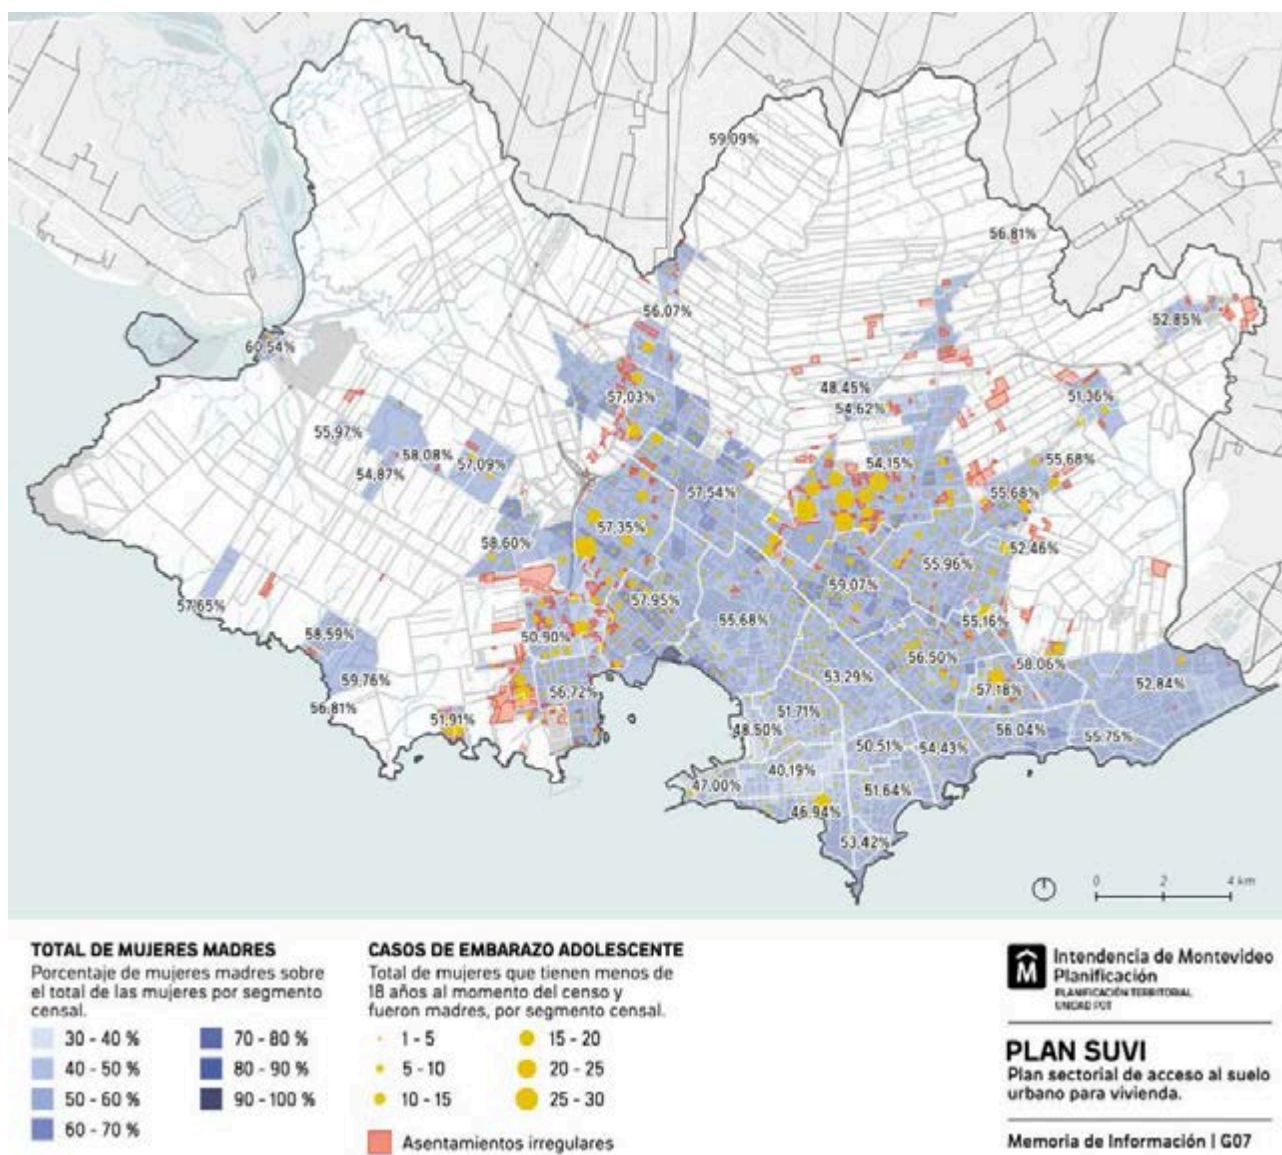 59,09%
56,81%
56,07%
52,85%
60,54%
48,45%
57,03%
54,62%
51,36%
55,97%
58,08%
57,09%
54,15%
55,68%
54,87%
57,54%
55,68%
57,35%
58,60%
52,46%
55,96%
59,07%
57,65%
57,95%
55,68%
55,16%
58,59%
50,90%
56,50%
58,06%
59,76%
53,29%
57,18%
52,84%
56,72%
56,81%
51,91%
51,71%
48,50%
56,04%
55,75%
50,51%
54,43%
40,19%
47,00%
51,64%
46,94%
53,42%
0 2 4 km
TOTAL DE MUJERES MADRES
Porcentaje de mujeres madres sobre
el total de las mujeres por segmento
censal.
30 - 40 %
40 - 50 %
50 - 60 %
60 - 70 %
70 - 80 %
80 - 90 %
90 - 100 %
CASOS DE EMBARAZO ADOLESCENTE
Total de mujeres que tienen menos de
18 años al momento del censo y
fueron madres, por segmento censal.
1 - 5
5 - 10
10 - 15
15 - 20
20 - 25
25 - 30
Asentamientos irregulares
M
Intendencia de Montevideo
Planificación
PLANIFICACIÓN TERRITORIAL
UNIDAD POT
PLAN SUVI
Plan sectorial de acceso al suelo
urbano para vivienda.
Memoria de Información | G07